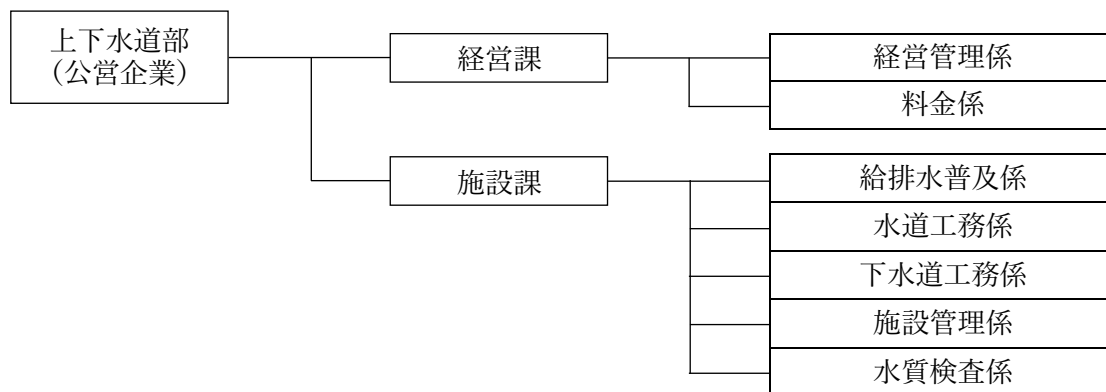 上下水道部
（公営企業）
経営課
経営管理係
料金係
施設課
給排水普及係
水道工務係
下水道工務係
施設管理係
水質検査係